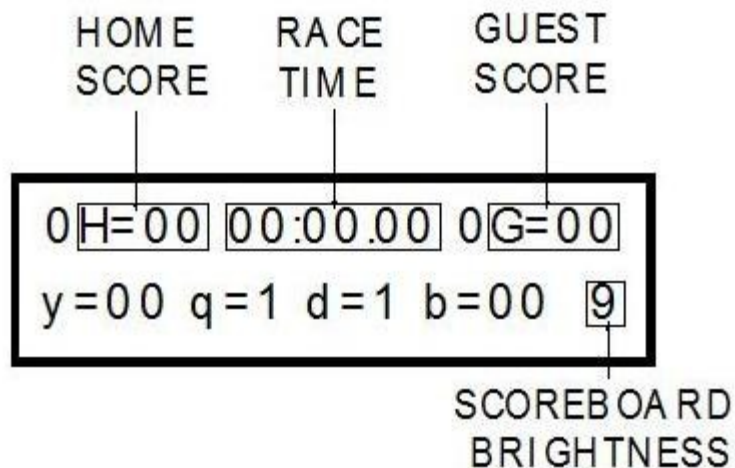 HOME RACE GUEST
SCORE TIME SCORE
0 H=00 00:00.00 0 G=00
y=00 q=1 d=1 b=00 9
SCOREBOARD
BRIGHTNESS